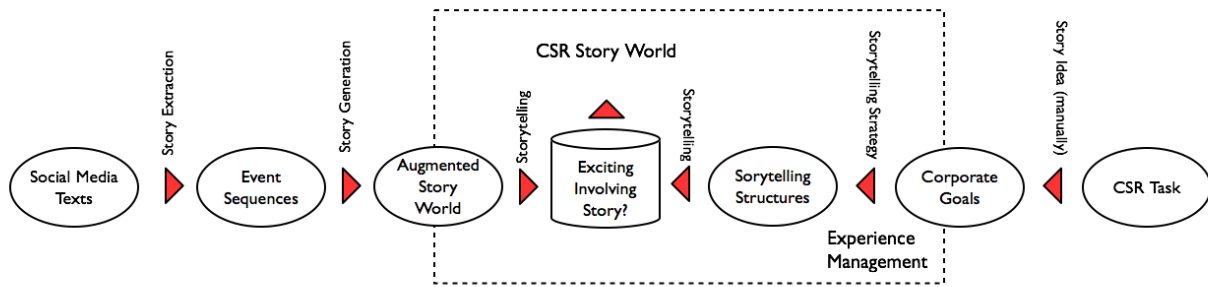 CSR Story World
Story Extraction
Story Generation
Storytelling
Storytelling
Storytelling Strategy
Story Idea (manually)
Social Media
Texts
Event
Sequences
Augmented
Story
World
Exciting
Involving
Story?
Sorytelling
Structures
Corporate
Goals
CSR Task
Experience
Management